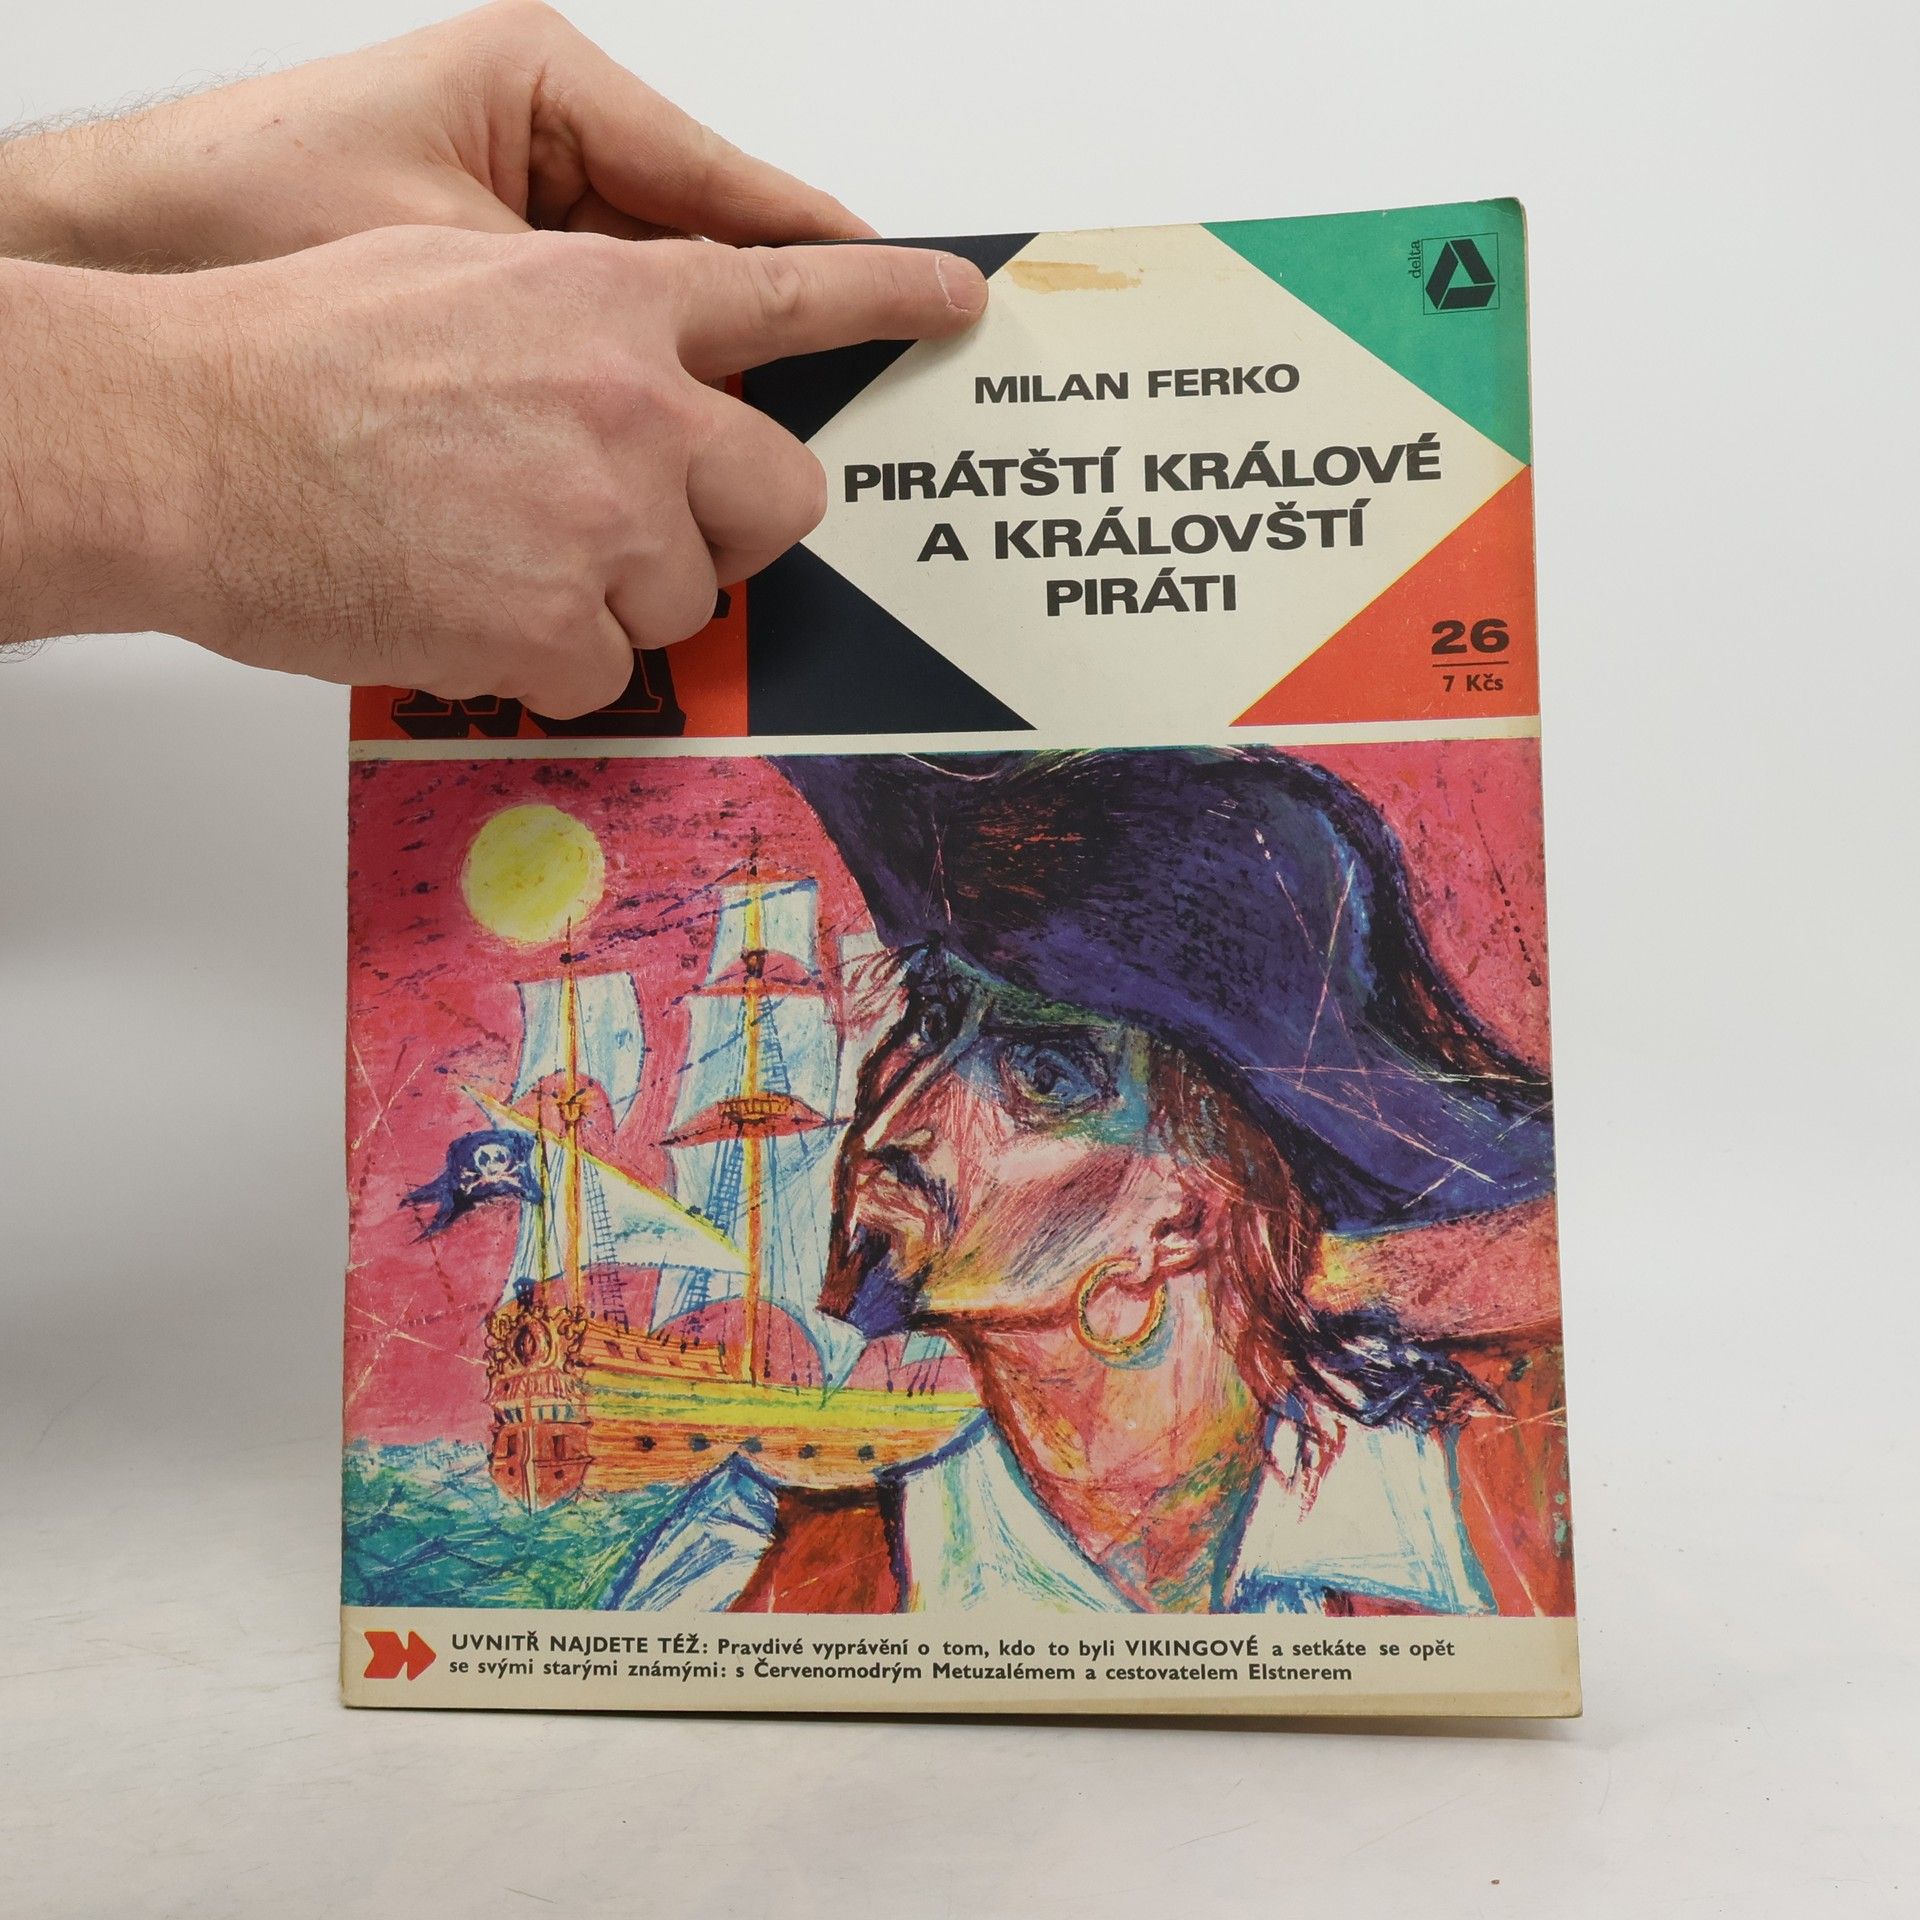 delta
MILAN FERKO
PIRÁTŠTÍ KRÁLOVÉ
A KRÁLOVŠTÍ
PIRÁTI
26
7 Kčs
UVNITŘ NAJDETE TÉŽ: Pravdivé vyprávění o tom, kdo to byli VIKINGOVÉ a setkáte se opět
se svými starými známými: s Červenomodrým Metuzalémem a cestovatelem Elstnerem